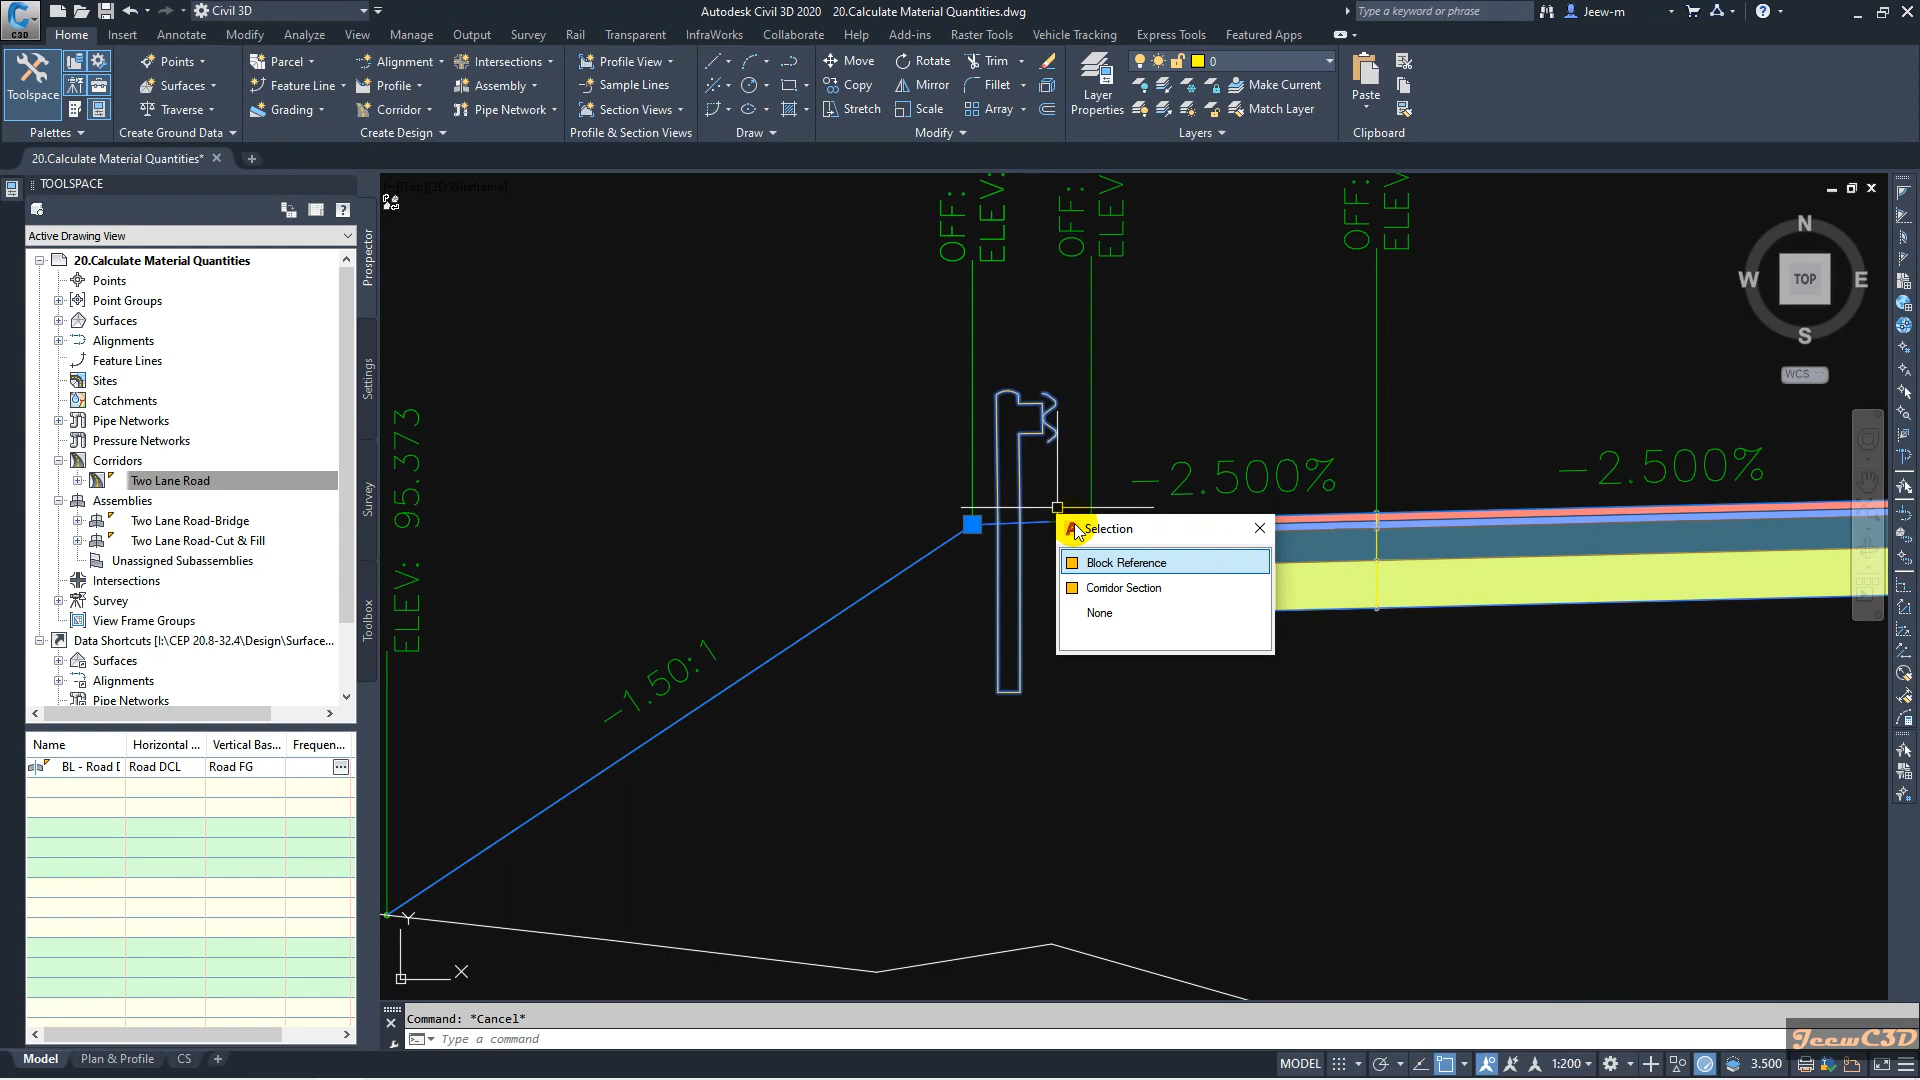 Civil 3D
Autodesk Civil 3D 2020 20.Calculate Material Quantities.dwg
Type a keyword or phrase
Jeew-m
C3D
Home Insert Annotate Modify Analyze View Manage Output Survey Rail Transparent InfraWorks Collaborate Help Add-ins Raster Tools Vehicle Tracking Express Tools Featured Apps
Toolspace
Points
Surfaces
Traverse
Parcel
Feature Line
Grading
Alignment
Profile
Corridor
Intersections
Assembly
Pipe Network
Profile View
Sample Lines
Section Views
Move
Copy
Stretch
Rotate
Mirror
Scale
Trim
Fillet
Array
Layer
Properties
0
Make Current
Match Layer
Paste
Palettes
Create Ground Data
Create Design
Profile & Section Views
Draw
Modify
Layers
Clipboard
20.Calculate Material Quantities*
TOOLSPACE
Active Drawing View
20.Calculate Material Quantities
Points
Point Groups
Surfaces
Alignments
Feature Lines
Sites
Catchments
Pipe Networks
Pressure Networks
Corridors
Two Lane Road
Assemblies
Two Lane Road-Bridge
Two Lane Road-Cut & Fill
Unassigned Subassemblies
Intersections
Survey
View Frame Groups
Data Shortcuts [I:\CEP 20.8-32.4\Design\Surface...
Surfaces
Alignments
Pipe Networks
Prospector
Settings
Survey
Toolbox
Name Horizontal ... Vertical Bas... Frequen...
BL - Road D Road DCL Road FG ...
[−][Top][2D Wireframe]
OFF:
ELEV:
OFF:
ELEV
OFF:
ELEV
ELEV: 95.373
-1.50:1
-2.500%
-2.500%
Selection
Block Reference
Corridor Section
None
N
W TOP E
S
WCS
Y
X
Command: *Cancel*
Type a command
JeewC3D
Model Plan & Profile CS
MODEL 1:200 3.500